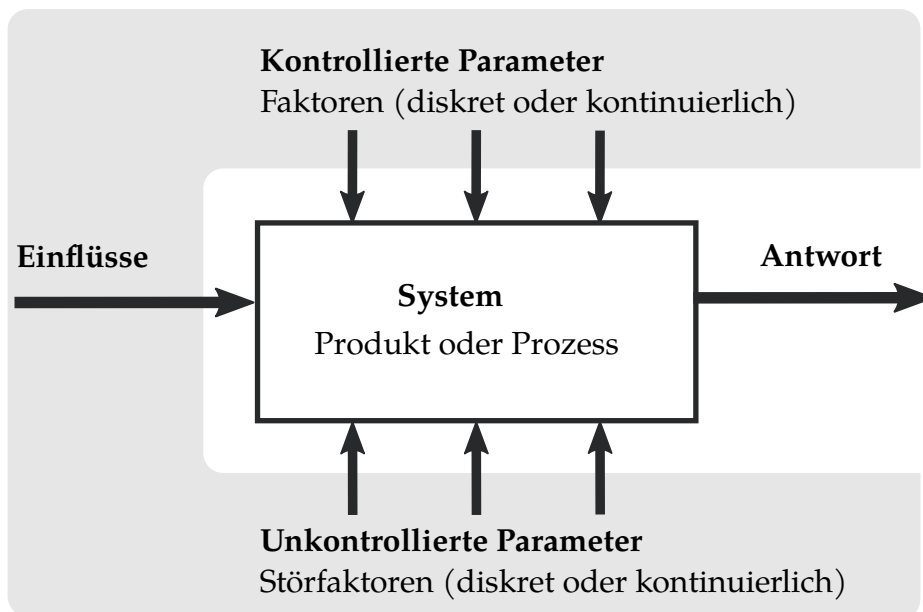 Kontrollierte Parameter
Faktoren (diskret oder kontinuierlich)
Einflüsse
Antwort
System
Produkt oder Prozess
Unkontrollierte Parameter
Störfaktoren (diskret oder kontinuierlich)